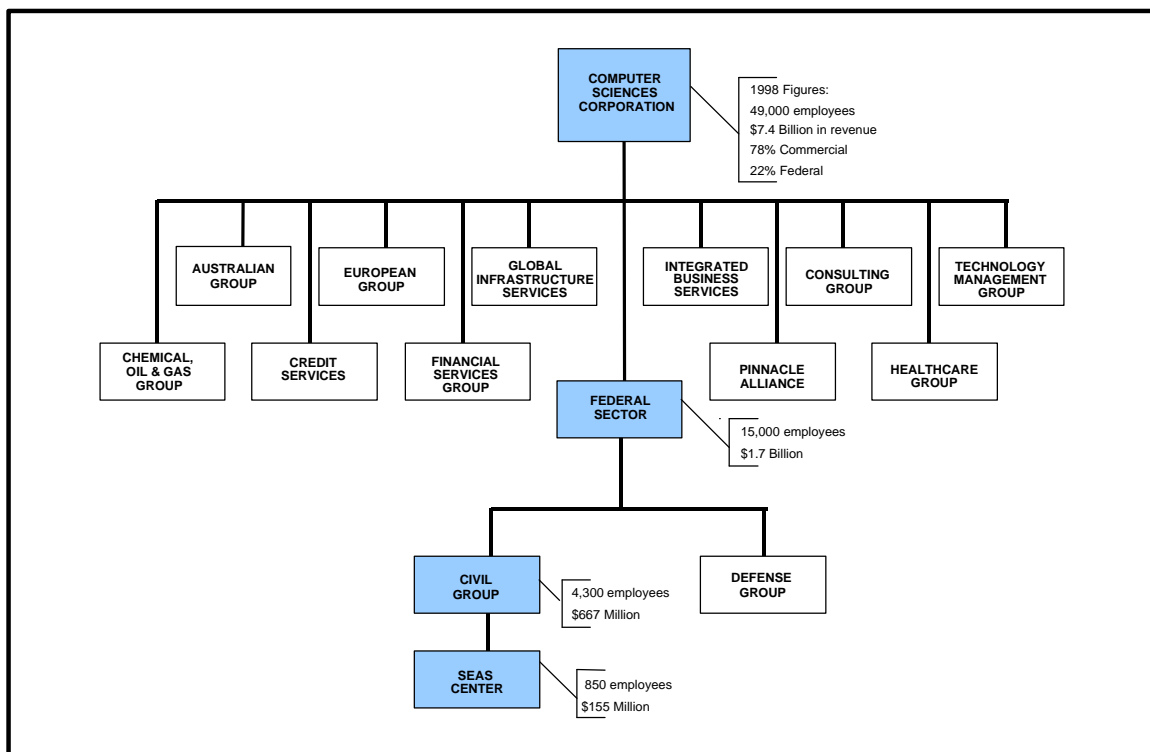 COMPUTER
SCIENCES
CORPORATION
1998 Figures:
49,000 employees
$7.4 Billion in revenue
78% Commercial
22% Federal
AUSTRALIAN
GROUP
EUROPEAN
GROUP
GLOBAL
INFRASTRUCTURE
SERVICES
INTEGRATED
BUSINESS
SERVICES
CONSULTING
GROUP
TECHNOLOGY
MANAGEMENT
GROUP
CHEMICAL,
OIL & GAS
GROUP
CREDIT
SERVICES
FINANCIAL
SERVICES
GROUP
PINNACLE
ALLIANCE
HEALTHCARE
GROUP
FEDERAL
SECTOR
15,000 employees
$1.7 Billion
CIVIL
GROUP
4,300 employees
$667 Million
DEFENSE
GROUP
SEAS
CENTER
850 employees
$155 Million